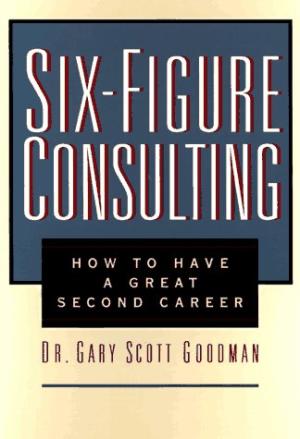 SIX-FIGURE
CONSULTING
HOW TO HAVE
A GREAT
SECOND CAREER
DR. GARY SCOTT GOODMAN